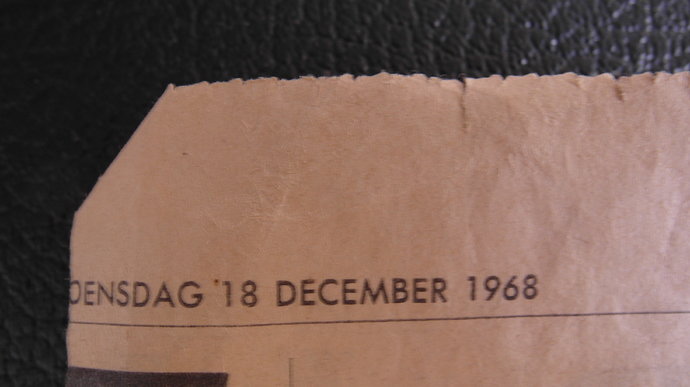 OENSDAG 18 DECEMBER 1968